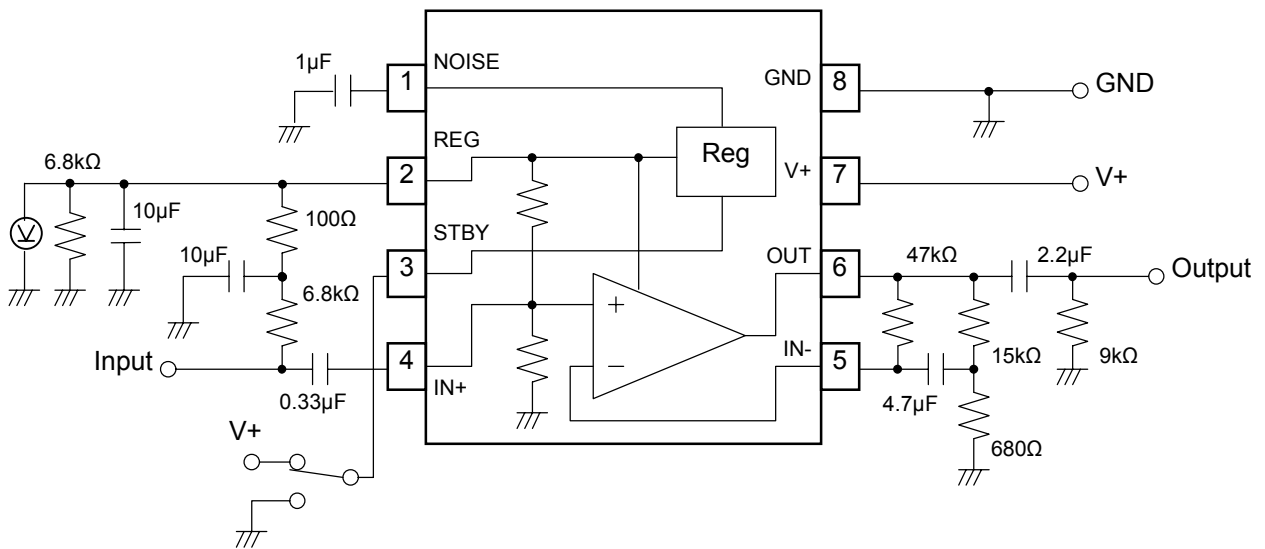 1µF
1
NOISE
GND
8
GND
6.8kΩ
REG
Reg
2
V+
7
V+
10µF
100Ω
STBY
10µF
3
OUT
6
47kΩ
2.2µF
Output
6.8kΩ
+
Input
4
IN+
−
IN-
5
15kΩ
9kΩ
0.33µF
4.7µF
V+
680Ω
V